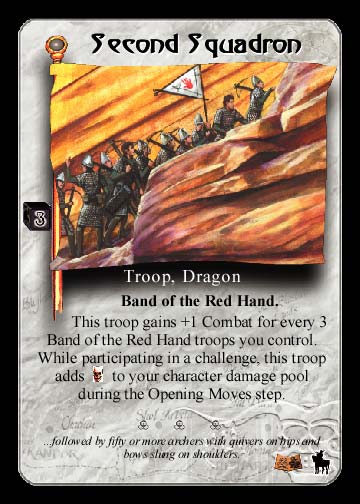 Second Squadron
3
Troop, Dragon
Band of the Red Hand.
This troop gains +1 Combat for every 3
Band of the Red Hand troops you control.
While participating in a challenge, this troop
adds to your character damage pool
during the Opening Moves step.
...followed by fifty or more archers with quivers on hips and
bows slung on shoulders.